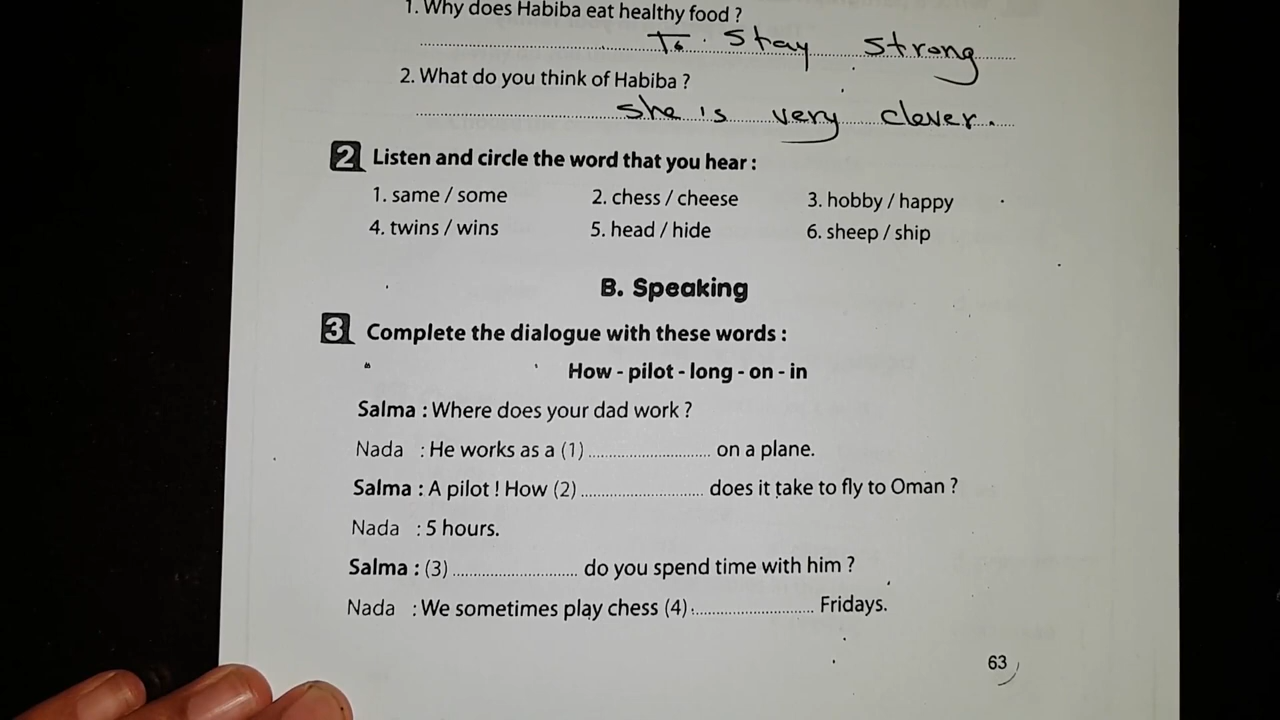 1. Why does Habiba eat healthy food ?
To stay strong
2. What do you think of Habiba ?
she is very clever.
2 Listen and circle the word that you hear :
1. same / some 2. chess / cheese 3. hobby / happy
4. twins / wins 5. head / hide 6. sheep / ship
B. Speaking
3 Complete the dialogue with these words :
How - pilot - long - on - in
Salma : Where does your dad work ?
Nada : He works as a (1) .............................. on a plane.
Salma : A pilot ! How (2) .............................. does it take to fly to Oman ?
Nada : 5 hours.
Salma : (3) .............................. do you spend time with him ?
Nada : We sometimes play chess (4) .............................. Fridays.
63